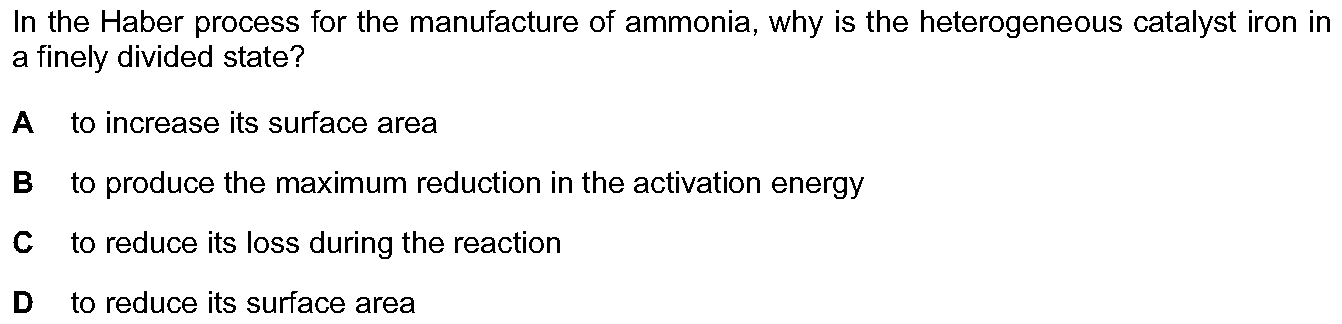 In the Haber process for the manufacture of ammonia, why is the heterogeneous catalyst iron in
a finely divided state?
A to increase its surface area
B to produce the maximum reduction in the activation energy
C to reduce its loss during the reaction
D to reduce its surface area